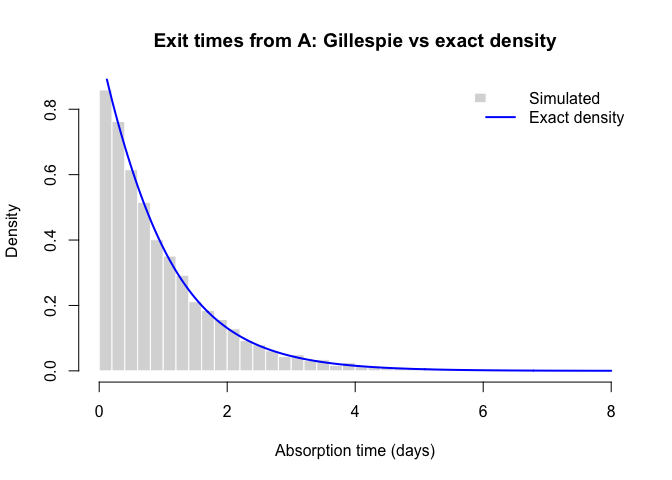 Exit times from A: Gillespie vs exact density
Simulated
Exact density
Density
0.8
0.6
0.4
0.2
0.0
0 2 4 6 8
Absorption time (days)